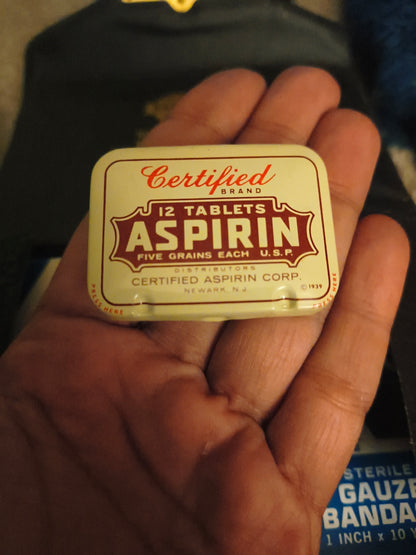 Certified
BRAND
12 TABLETS
ASPIRIN
FIVE GRAINS EACH U.S.P.
DISTRIBUTORS
CERTIFIED ASPIRIN CORP.
NEWARK, N.J.
©1939
PRESS HERE
PRESS HERE
STERILE
GAUZE
BANDA
1 INCH x 10 Y